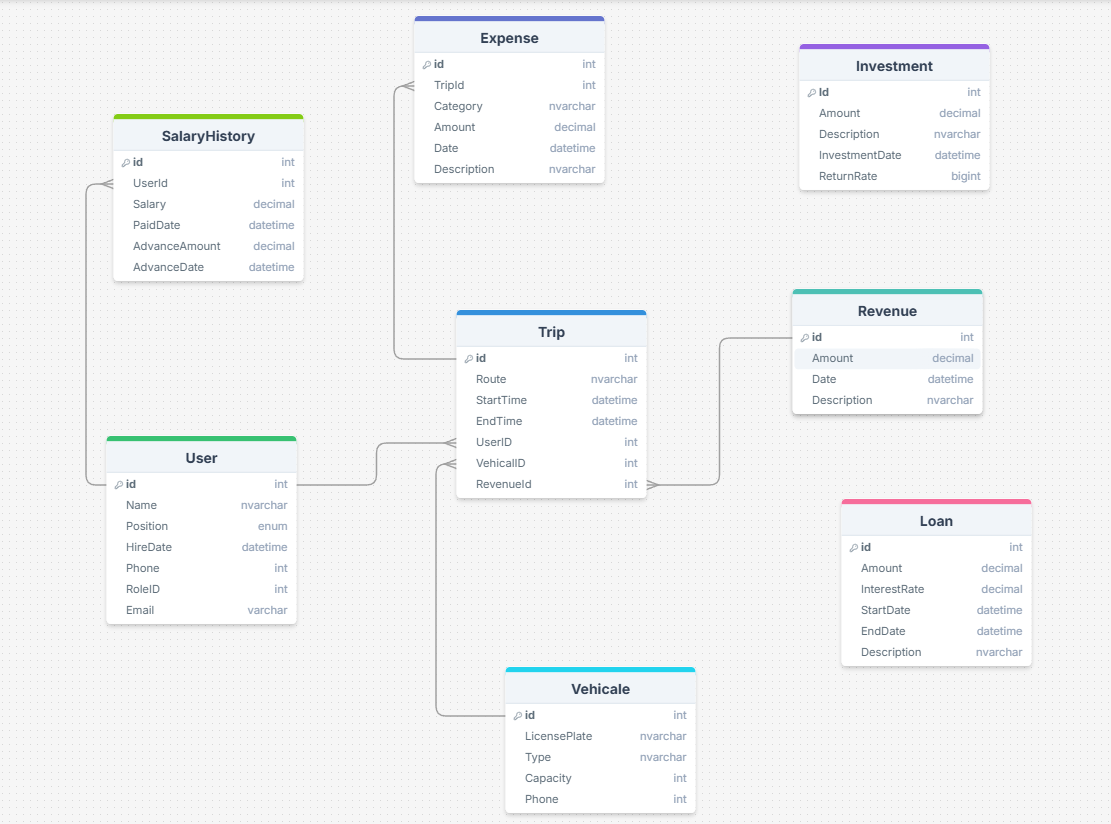 Expense
id int
TripId int
Category nvarchar
Amount decimal
Date datetime
Description nvarchar
Investment
Id int
Amount decimal
Description nvarchar
InvestmentDate datetime
ReturnRate bigint
SalaryHistory
id int
UserId int
Salary decimal
PaidDate datetime
AdvanceAmount decimal
AdvanceDate datetime
Trip
id int
Route nvarchar
StartTime datetime
EndTime datetime
UserID int
VehicalID int
RevenueId int
Revenue
id int
Amount decimal
Date datetime
Description nvarchar
User
id int
Name nvarchar
Position enum
HireDate datetime
Phone int
RoleID int
Email varchar
Loan
id int
Amount decimal
InterestRate decimal
StartDate datetime
EndDate datetime
Description nvarchar
Vehicale
id int
LicensePlate nvarchar
Type nvarchar
Capacity int
Phone int